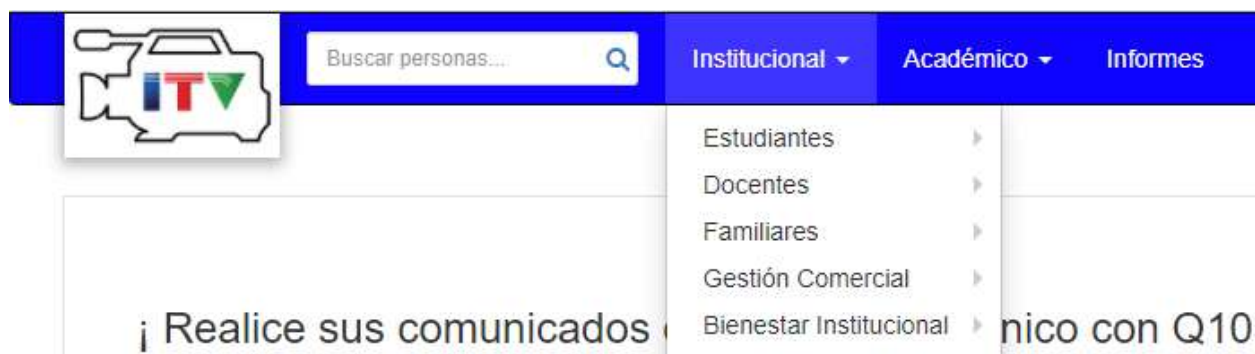 ITV
Buscar personas... Institucional Académico Informes
Estudiantes
Docentes
Familiares
Gestión Comercial
Bienestar Institucional
¡ Realice sus comunicados nico con Q10